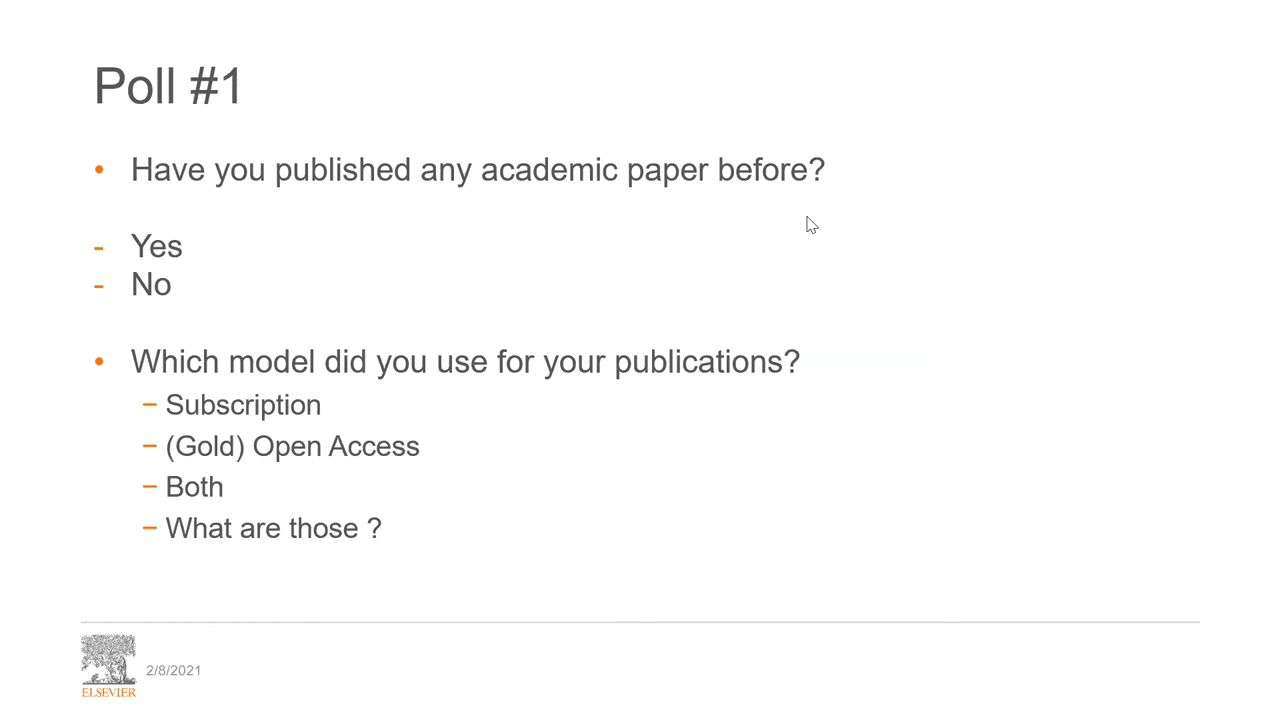 Poll #1
• Have you published any academic paper before?
- Yes
- No
• Which model did you use for your publications?
– Subscription
– (Gold) Open Access
– Both
– What are those ?
ELSEVIER
2/8/2021